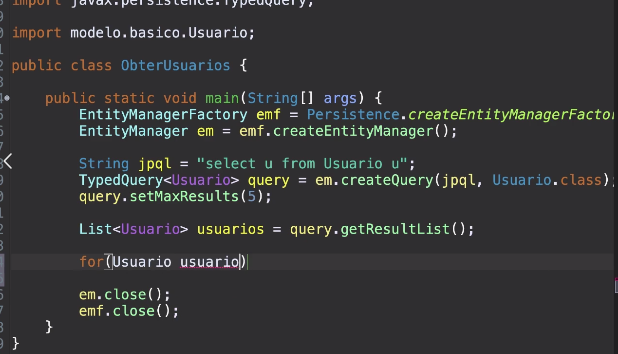 import javax.persistence.TypedQuery;
import modelo.basico.Usuario;
public class ObterUsuarios {
public static void main(String[] args) {
EntityManagerFactory emf = Persistence.createEntityManagerFactor
EntityManager em = emf.createEntityManager();
String jpql = "select u from Usuario u";
TypedQuery<Usuario> query = em.createQuery(jpql, Usuario.class);
query.setMaxResults(5);
List<Usuario> usuarios = query.getResultList();
for(Usuario usuario)
em.close();
emf.close();
}
}